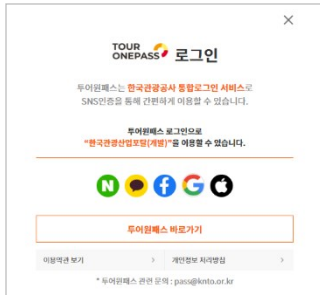 TOUR
ONEPASS 로그인
투어원패스는 한국관광공사 통합로그인 서비스로
SNS인증을 통해 간편하게 이용할 수 있습니다.
투어원패스 로그인으로
"한국관광산업포털(개발)"을 이용할 수 있습니다.
N G
투어원패스 바로가기
이용약관 보기 > 개인정보 처리방침 >
* 투어원패스 관련 문의 : pass@knto.or.kr